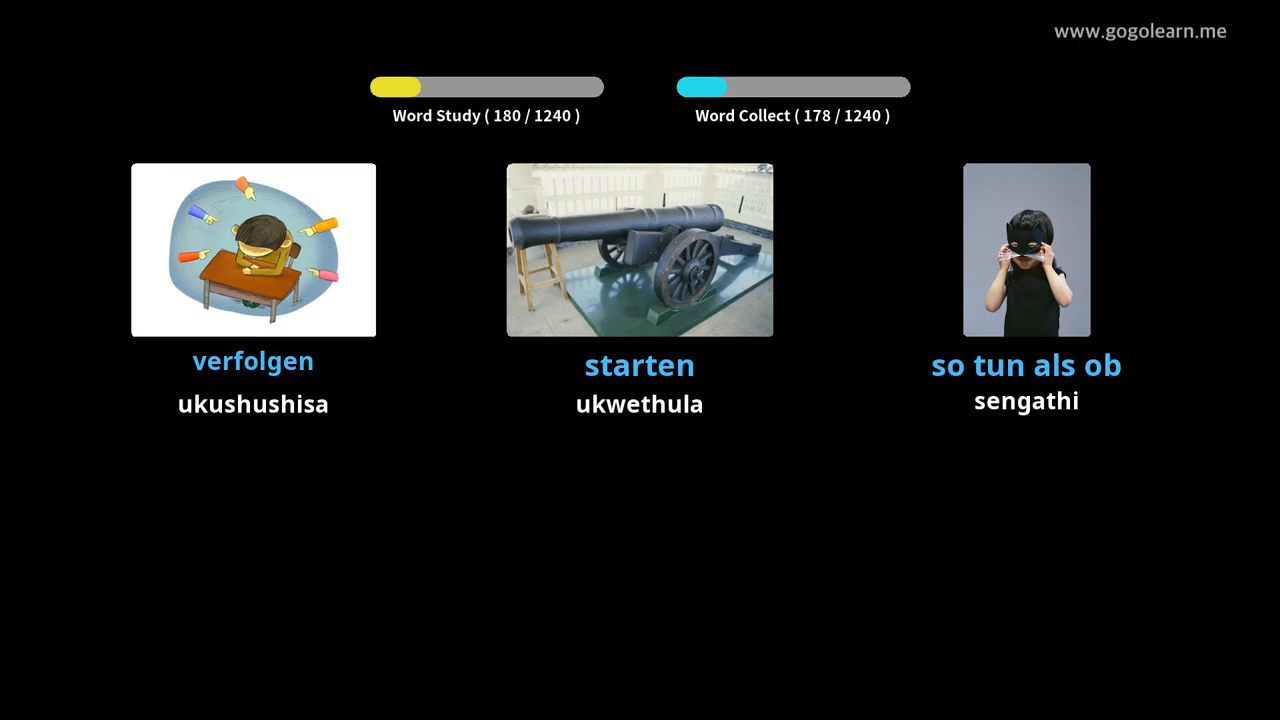 www.gogolearn.me
Word Study ( 180 / 1240 )
Word Collect ( 178 / 1240 )
verfolgen
ukushushisa
starten
ukwethula
so tun als ob
sengathi